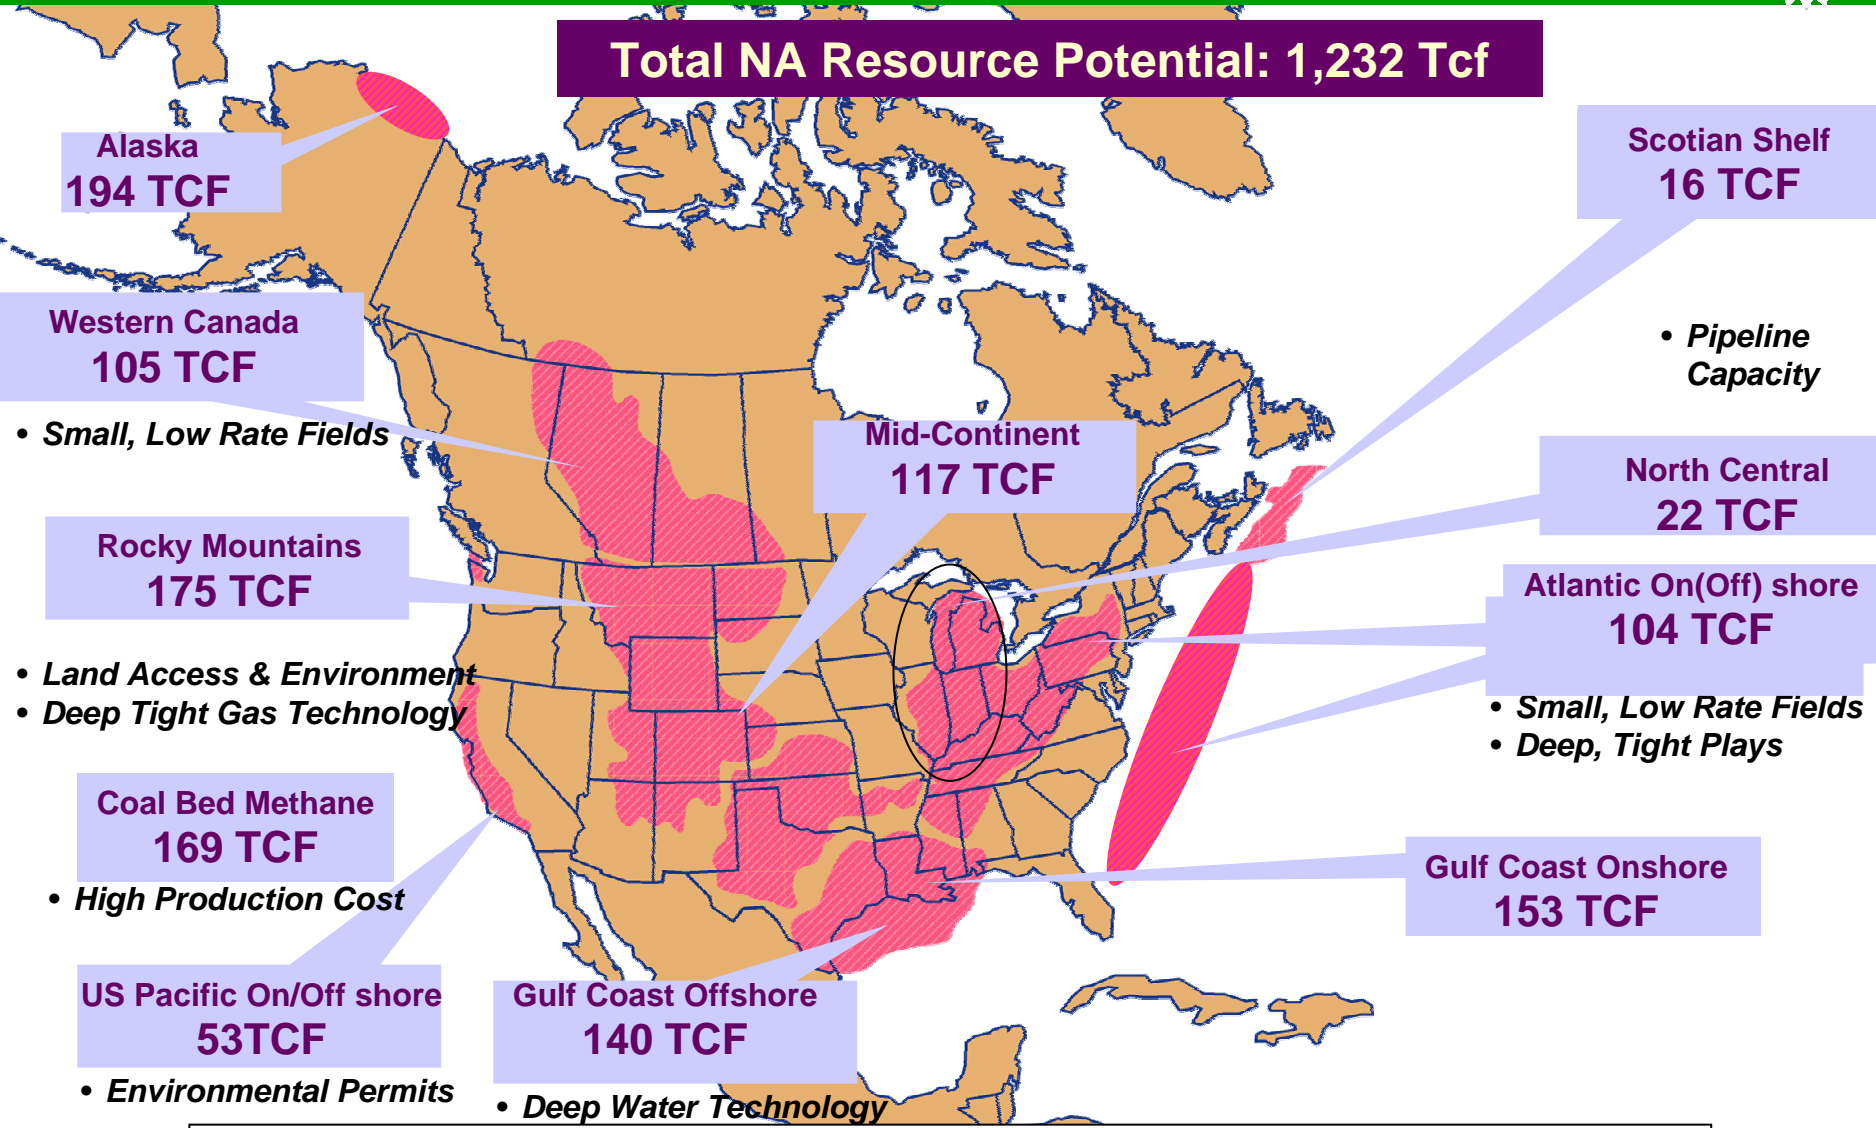 Total NA Resource Potential: 1,232 Tcf
Alaska
194 TCF
Scotian Shelf
16 TCF
• Pipeline
Capacity
Western Canada
105 TCF
• Small, Low Rate Fields
Mid-Continent
117 TCF
North Central
22 TCF
Rocky Mountains
175 TCF
• Land Access & Environment
• Deep Tight Gas Technology
Atlantic On(Off) shore
104 TCF
• Small, Low Rate Fields
• Deep, Tight Plays
Coal Bed Methane
169 TCF
• High Production Cost
Gulf Coast Onshore
153 TCF
US Pacific On/Off shore
53TCF
• Environmental Permits
Gulf Coast Offshore
140 TCF
• Deep Water Technology